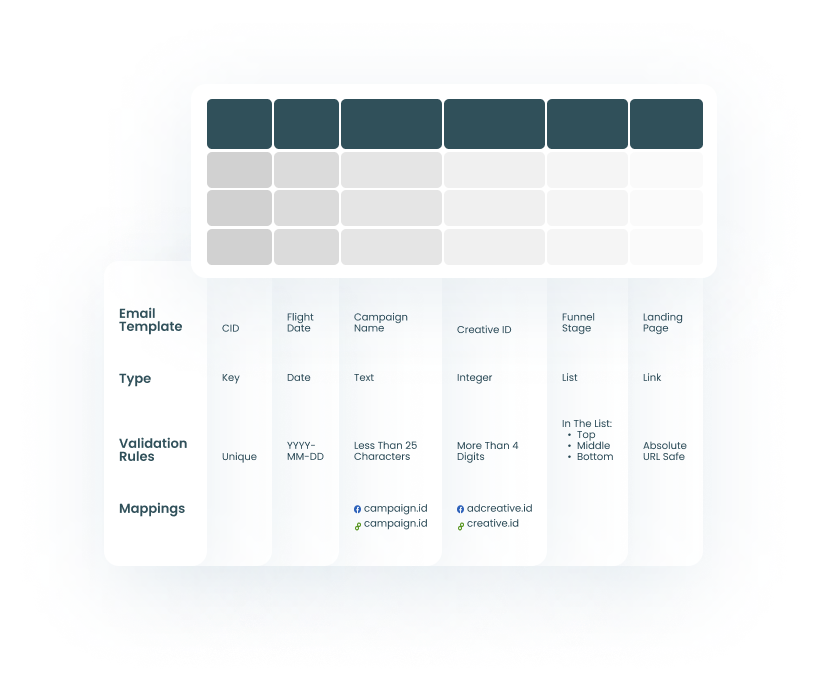 Email
Template
CID
Flight
Date
Campaign
Name
Creative ID
Funnel
Stage
Landing
Page
Type
Key
Date
Text
Integer
List
Link
Validation
Rules
Unique
YYYY-
MM-DD
Less Than 25
Characters
More Than 4
Digits
In The List:
• Top
• Middle
• Bottom
Absolute
URL Safe
Mappings
campaign.id
campaign.id
adcreative.id
creative.id